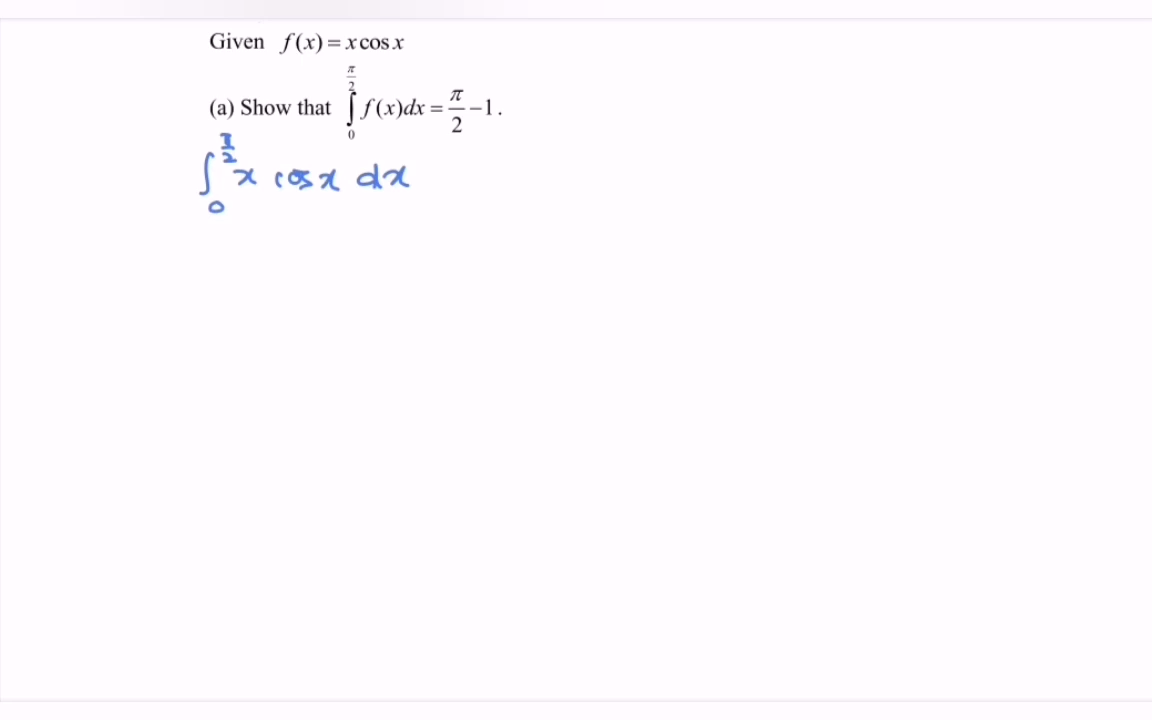 Given f(x) = x cos x
(a) Show that ∫₀^(π/2) f(x)dx = π/2 − 1.
∫₀^(π/2) x cos x dx